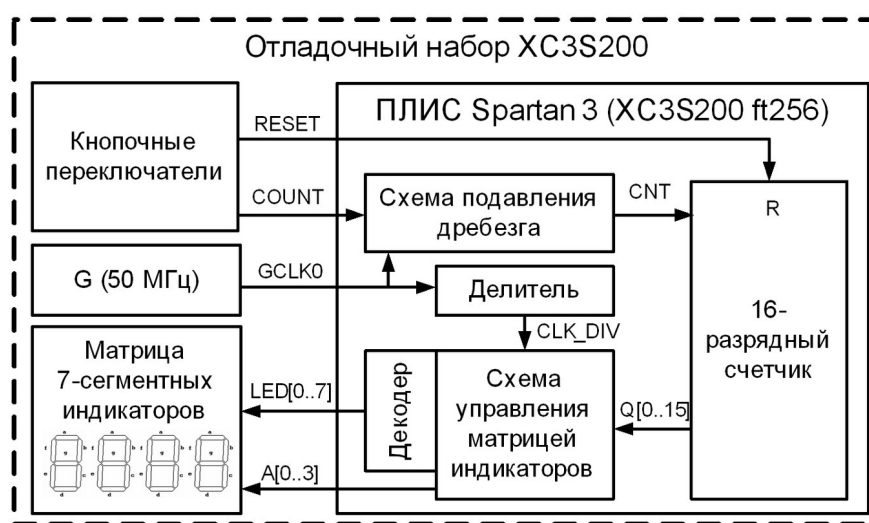 Отладочный набор XC3S200
Кнопочные
переключатели
RESET
COUNT
ПЛИС Spartan 3 (XC3S200 ft256)
Схема подавления
дребезга
CNT
R
16-
разрядный
счетчик
G (50 МГц)
GCLK0
Делитель
CLK_DIV
Матрица
7-сегментных
индикаторов
LED[0..7]
A[0..3]
Декодер
Схема
управления
матрицей
индикаторов
Q[0..15]